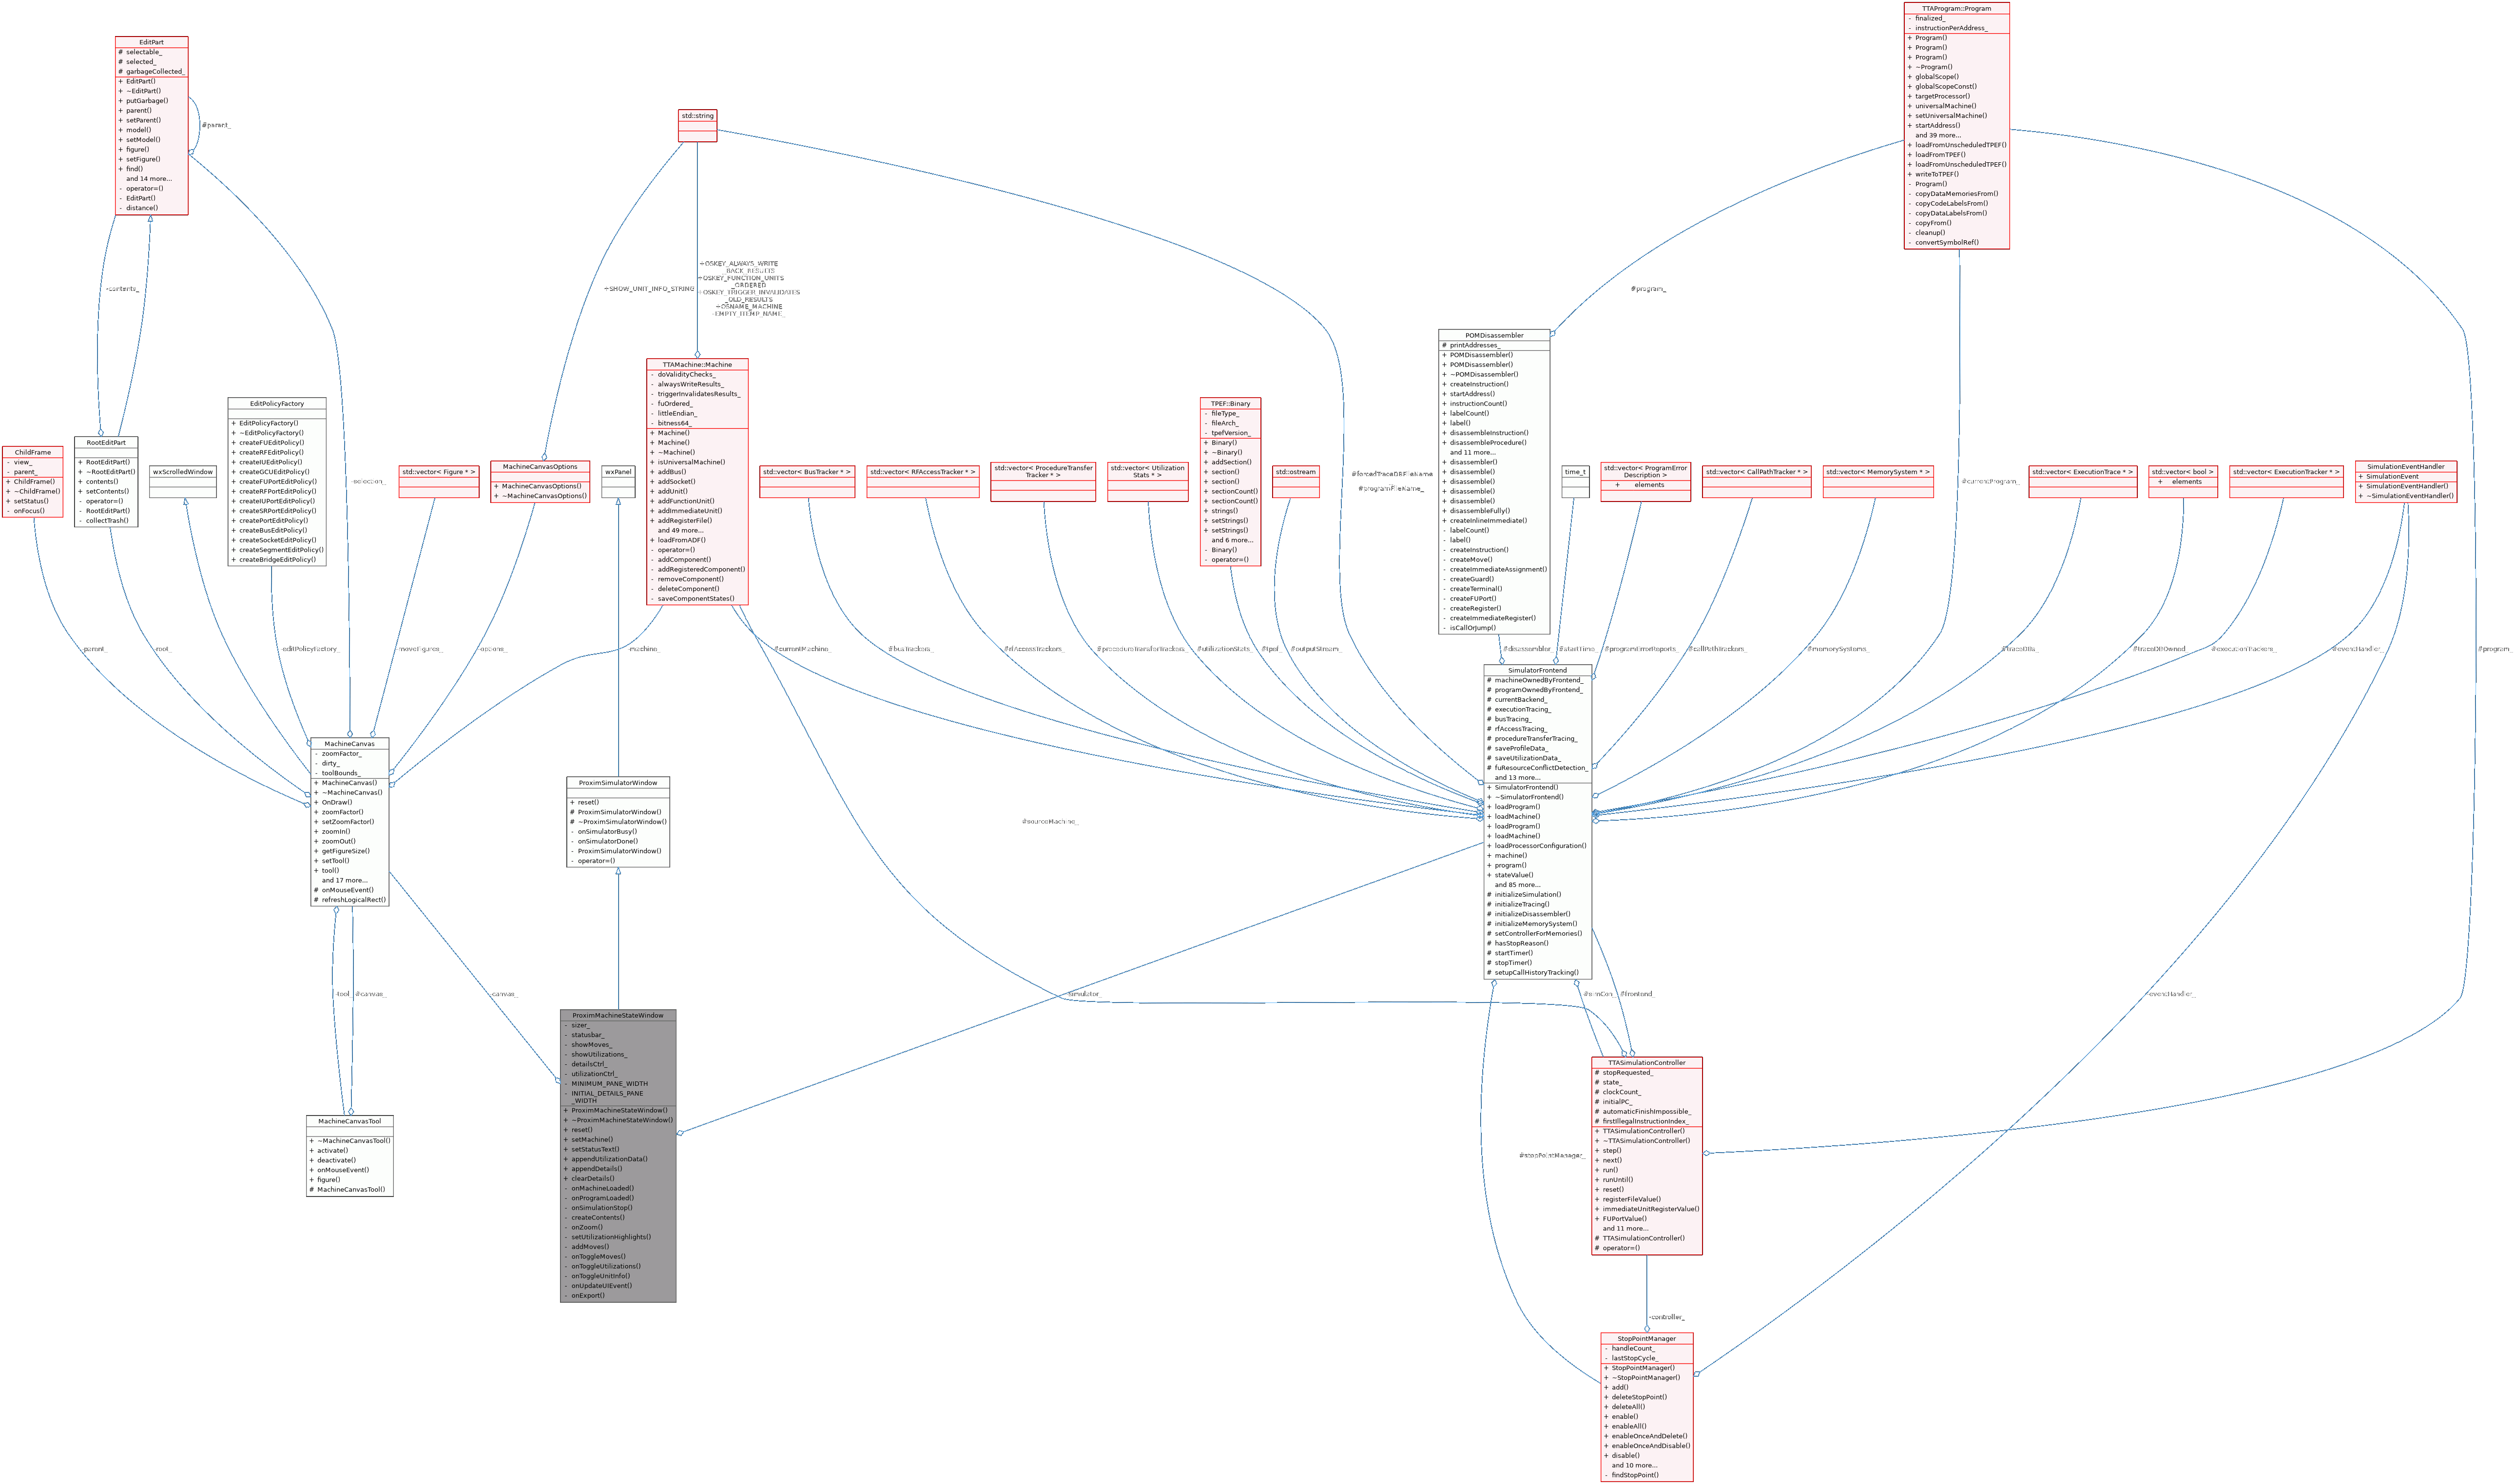 TTAProgram::Program
- finalized_
- instructionPerAddress_
+ Program()
+ Program()
+ Program()
+ ~Program()
+ globalScope()
+ globalScopeConst()
+ targetProcessor()
+ universalMachine()
+ setUniversalMachine()
+ startAddress()
and 39 more...
+ loadFromUnscheduledTPEF()
+ loadFromTPEF()
+ loadFromUnscheduledTPEF()
+ writeToTPEF()
- Program()
- copyDataMemoriesFrom()
- copyCodeLabelsFrom()
- copyDataLabelsFrom()
- copyFrom()
- cleanup()
- convertSymbolRef()
EditPart
# selectable_
# selected_
# garbageCollected_
+ EditPart()
+ ~EditPart()
+ putGarbage()
+ parent()
+ setParent()
+ model()
+ setModel()
+ figure()
+ setFigure()
+ find()
and 14 more...
- operator=()
- EditPart()
- distance()
#parent_
std::string
+OSKEY_ALWAYS_WRITE
_BACK_RESULTS
+OSKEY_FUNCTION_UNITS
_ORDERED
+OSKEY_TRIGGER_INVALIDATES
_OLD_RESULTS
+OSNAME_MACHINE
-EMPTY_ITEMP_NAME_
+SHOW_UNIT_INFO_STRING
-contents_
#program_
POMDisassembler
# printAddresses_
+ POMDisassembler()
+ POMDisassembler()
+ ~POMDisassembler()
+ createInstruction()
+ startAddress()
+ instructionCount()
+ labelCount()
+ label()
+ disassembleInstruction()
+ disassembleProcedure()
and 11 more...
+ disassembler()
+ disassemble()
+ disassemble()
+ disassemble()
+ disassemble()
+ disassembleFully()
+ createInlineImmediate()
- labelCount()
- label()
- createInstruction()
- createMove()
- createImmediateAssignment()
- createGuard()
- createTerminal()
- createFUPort()
- createRegister()
- createImmediateRegister()
- isCallOrJump()
TTAMachine::Machine
- doValidityChecks_
- alwaysWriteResults_
- triggerInvalidatesResults_
- fuOrdered_
- littleEndian_
- bitness64_
+ Machine()
+ Machine()
+ ~Machine()
+ isUniversalMachine()
+ addBus()
+ addSocket()
+ addUnit()
+ addFunctionUnit()
+ addImmediateUnit()
+ addRegisterFile()
and 49 more...
+ loadFromADF()
- operator=()
- addComponent()
- addRegisteredComponent()
- removeComponent()
- deleteComponent()
- saveComponentStates()
EditPolicyFactory
+ EditPolicyFactory()
+ ~EditPolicyFactory()
+ createFUEditPolicy()
+ createRFEditPolicy()
+ createIUEditPolicy()
+ createGCUEditPolicy()
+ createFUPortEditPolicy()
+ createRFPortEditPolicy()
+ createIUPortEditPolicy()
+ createSRPortEditPolicy()
+ createPortEditPolicy()
+ createBusEditPolicy()
+ createSocketEditPolicy()
+ createSegmentEditPolicy()
+ createBridgeEditPolicy()
TPEF::Binary
- fileType_
- fileArch_
- tpefVersion_
+ Binary()
+ ~Binary()
+ addSection()
+ section()
+ sectionCount()
+ section()
+ sectionCount()
+ strings()
+ setStrings()
+ setStrings()
and 6 more...
- Binary()
- operator=()
RootEditPart
+ RootEditPart()
+ ~RootEditPart()
+ contents()
+ setContents()
- operator=()
- RootEditPart()
- collectTrash()
ChildFrame
- view_
- parent_
+ ChildFrame()
+ ~ChildFrame()
+ setStatus()
- onFocus()
wxScrolledWindow
-selection_
std::vector< Figure * >
MachineCanvasOptions
+ MachineCanvasOptions()
+ ~MachineCanvasOptions()
wxPanel
std::vector< BusTracker * >
std::vector< RFAccessTracker * >
std::vector< ProcedureTransfer
Tracker * >
std::vector< Utilization
Stats * >
std::ostream
#forcedTraceDBFileName_
#programFileName_
time_t
std::vector< ProgramError
Description >
+ elements
std::vector< CallPathTracker * >
std::vector< MemorySystem * >
#currentProgram_
std::vector< ExecutionTrace * >
std::vector< bool >
+ elements
std::vector< ExecutionTracker * >
SimulationEventHandler
+ SimulationEvent
+ SimulationEventHandler()
+ ~SimulationEventHandler()
-parent_
-root_
-editPolicyFactory_
-moveFigures_
-options_
-machine_
#currentMachine_
#busTrackers_
#rfAccessTrackers_
#procedureTransferTrackers_
#utilizationStats_
#tpef_
#outputStream_
#disassembler_
#startTime_
#programErrorReports_
#callPathTrackers_
#memorySystems_
#traceDBs_
#traceDBOwned_
#executionTrackers_
#eventHandler_
#program_
SimulatorFrontend
# machineOwnedByFrontend_
# programOwnedByFrontend_
# currentBackend_
# executionTracing_
# busTracing_
# rfAccessTracing_
# procedureTransferTracing_
# saveProfileData_
# saveUtilizationData_
# fuResourceConflictDetection_
and 13 more...
+ SimulatorFrontend()
+ ~SimulatorFrontend()
+ loadProgram()
+ loadMachine()
+ loadProgram()
+ loadMachine()
+ loadProcessorConfiguration()
+ machine()
+ program()
+ stateValue()
and 85 more...
# initializeSimulation()
# initializeTracing()
# initializeDisassembler()
# initializeMemorySystem()
# setControllerForMemories()
# hasStopReason()
# startTimer()
# stopTimer()
# setupCallHistoryTracking()
MachineCanvas
- zoomFactor_
- dirty_
- toolBounds_
+ MachineCanvas()
+ ~MachineCanvas()
+ OnDraw()
+ zoomFactor()
+ setZoomFactor()
+ zoomIn()
+ zoomOut()
+ getFigureSize()
+ setTool()
+ tool()
and 17 more...
# onMouseEvent()
# refreshLogicalRect()
ProximSimulatorWindow
+ reset()
# ProximSimulatorWindow()
# ~ProximSimulatorWindow()
- onSimulatorBusy()
- onSimulatorDone()
- ProximSimulatorWindow()
- operator=()
#sourceMachine_
-tool_
#canvas_
-canvas_
-simulator_
#simCon_
#frontend_
-eventHandler_
ProximMachineStateWindow
- sizer_
- statusbar_
- showMoves_
- showUtilizations_
- detailsCtrl_
- utilizationCtrl_
- MINIMUM_PANE_WIDTH
- INITIAL_DETAILS_PANE
_WIDTH
+ ProximMachineStateWindow()
+ ~ProximMachineStateWindow()
+ reset()
+ setMachine()
+ setStatusText()
+ appendUtilizationData()
+ appendDetails()
+ clearDetails()
- onMachineLoaded()
- onProgramLoaded()
- onSimulationStop()
- createContents()
- onZoom()
- setUtilizationHighlights()
- addMoves()
- onToggleMoves()
- onToggleUtilizations()
- onToggleUnitInfo()
- onUpdateUIEvent()
- onExport()
MachineCanvasTool
+ ~MachineCanvasTool()
+ activate()
+ deactivate()
+ onMouseEvent()
+ figure()
# MachineCanvasTool()
TTASimulationController
# stopRequested_
# state_
# clockCount_
# initialPC_
# automaticFinishImpossible_
# firstIllegalInstructionIndex_
+ TTASimulationController()
+ ~TTASimulationController()
+ step()
+ next()
+ run()
+ runUntil()
+ reset()
+ registerFileValue()
+ immediateUnitRegisterValue()
+ FUPortValue()
and 11 more...
# TTASimulationController()
# operator=()
#stopPointManager_
-controller_
StopPointManager
- handleCount_
- lastStopCycle_
+ StopPointManager()
+ ~StopPointManager()
+ add()
+ deleteStopPoint()
+ deleteAll()
+ enable()
+ enableAll()
+ enableOnceAndDelete()
+ enableOnceAndDisable()
+ disable()
and 10 more...
- findStopPoint()